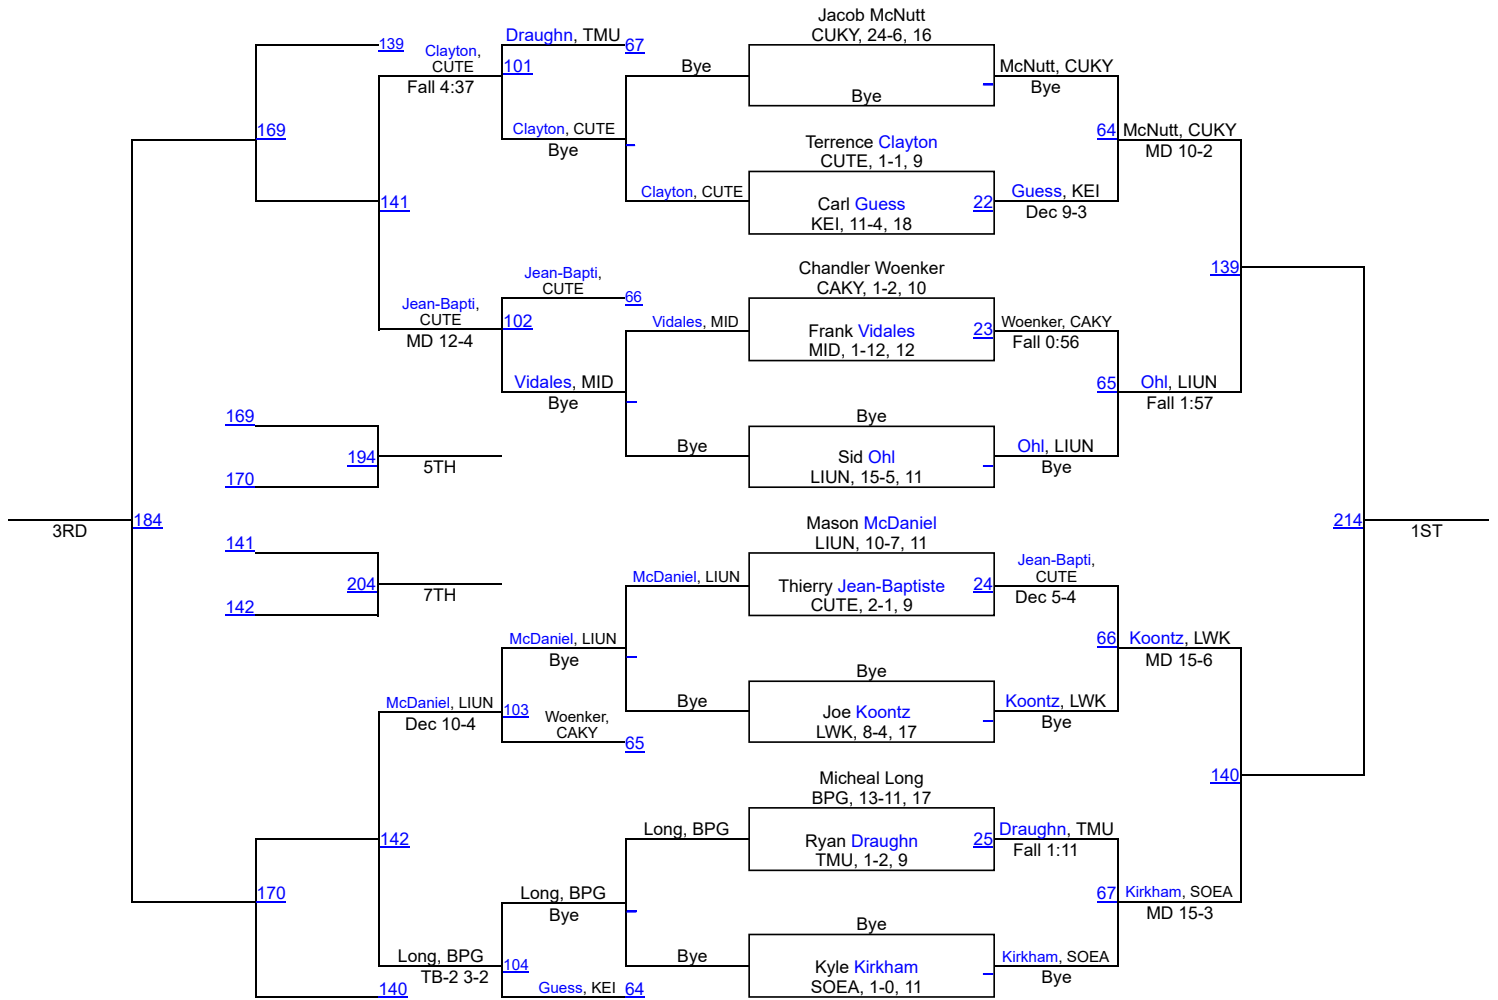 Jacob McNutt
CUKY, 24-6, 16
Draughn, TMU
67
139
Clayton,
CUTE
Fall 4:37
101
Bye
Bye
McNutt, CUKY
Bye
169
Clayton, CUTE
Bye
Terrence Clayton
CUTE, 1-1, 9
64
McNutt, CUKY
MD 10-2
141
Clayton, CUTE
Carl Guess
KEI, 11-4, 18
22
Guess, KEI
Dec 9-3
Jean-Bapti,
CUTE
66
Chandler Woenker
CAKY, 1-2, 10
139
Jean-Bapti,
CUTE
MD 12-4
102
Vidales, MID
Frank Vidales
MID, 1-12, 12
23
Woenker, CAKY
Fall 0:56
Vidales, MID
Bye
65
Ohl, LIUN
Fall 1:57
169
194
5TH
170
Bye
Bye
Sid Ohl
LIUN, 15-5, 11
Ohl, LIUN
Bye
3RD
184
Mason McDaniel
LIUN, 10-7, 11
214
1ST
141
204
7TH
142
McDaniel, LIUN
Thierry Jean-Baptiste
CUTE, 2-1, 9
24
Jean-Bapti,
CUTE
Dec 5-4
McDaniel, LIUN
Bye
66
Koontz, LWK
MD 15-6
McDaniel, LIUN
Dec 10-4
103
Woenker,
CAKY
65
Bye
Bye
Joe Koontz
LWK, 8-4, 17
Koontz, LWK
Bye
Micheal Long
BPG, 13-11, 17
140
142
Long, BPG
Ryan Draughn
TMU, 1-2, 9
25
Draughn, TMU
Fall 1:11
170
Long, BPG
Bye
67
Kirkham, SOEA
MD 15-3
Long, BPG
TB-2 3-2
104
Bye
Bye
Kyle Kirkham
SOEA, 1-0, 11
Kirkham, SOEA
Bye
140
Guess, KEI
64